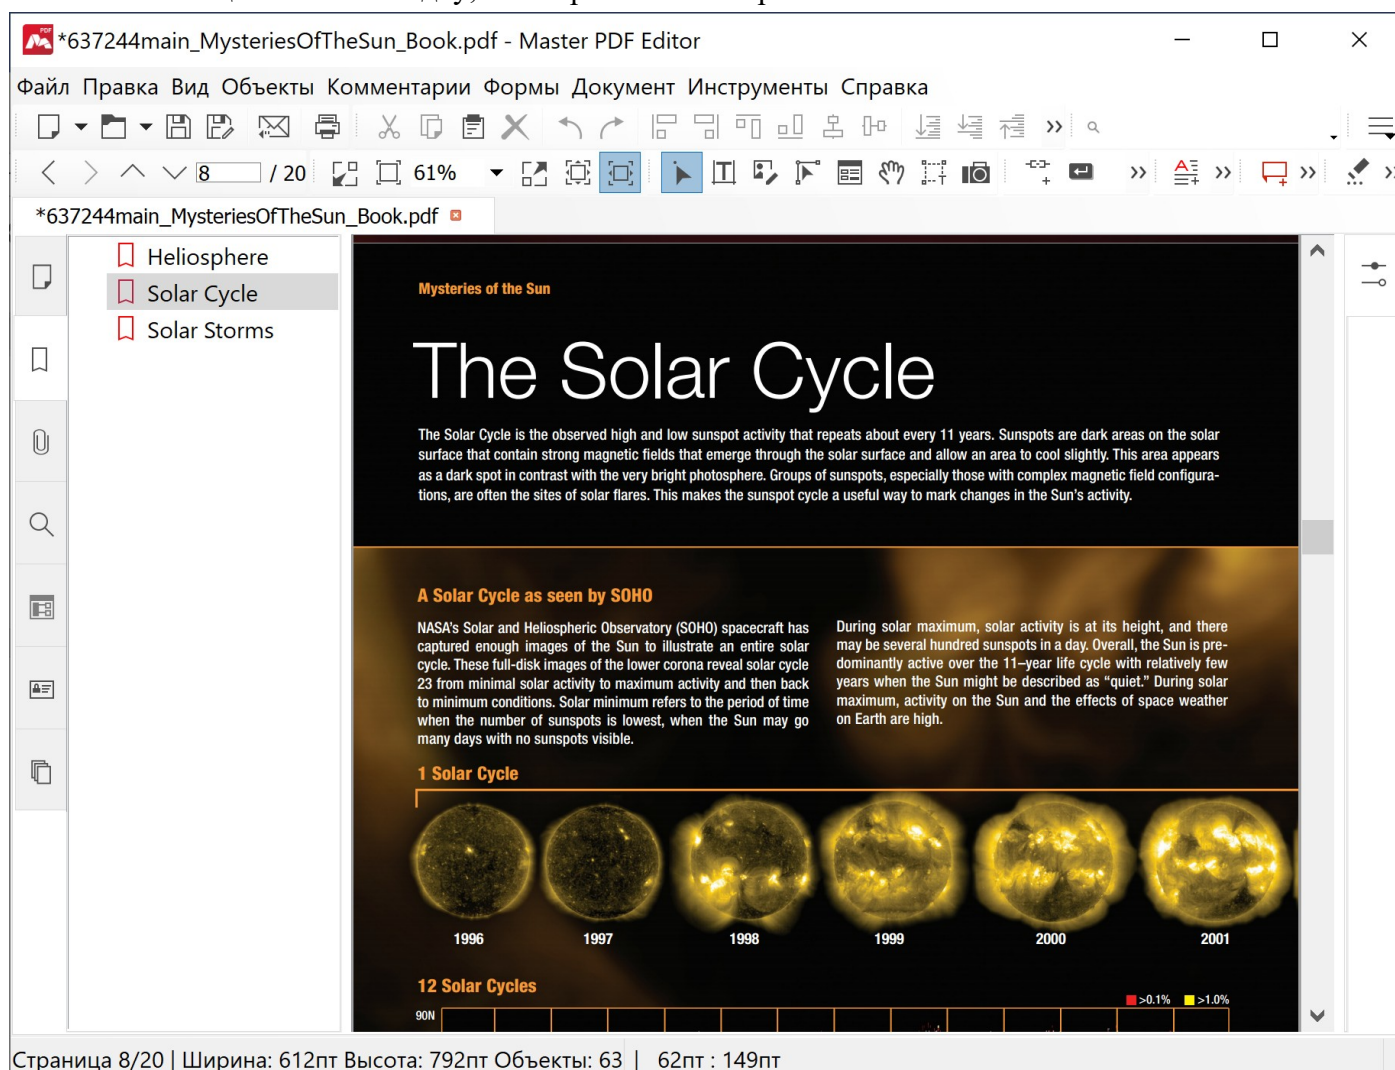 *637244main_MysteriesOfTheSun_Book.pdf - Master PDF Editor
Файл Правка Вид Объекты Комментарии Формы Документ Инструменты Справка
8 / 20 61%
*637244main_MysteriesOfTheSun_Book.pdf
Heliosphere
Solar Cycle
Solar Storms
Mysteries of the Sun
The Solar Cycle
The Solar Cycle is the observed high and low sunspot activity that repeats about every 11 years. Sunspots are dark areas on the solar
surface that contain strong magnetic fields that emerge through the solar surface and allow an area to cool slightly. This area appears
as a dark spot in contrast with the very bright photosphere. Groups of sunspots, especially those with complex magnetic field configura-
tions, are often the sites of solar flares. This makes the sunspot cycle a useful way to mark changes in the Sun's activity.
A Solar Cycle as seen by SOHO
NASA's Solar and Heliospheric Observatory (SOHO) spacecraft has
captured enough images of the Sun to illustrate an entire solar
cycle. These full-disk images of the lower corona reveal solar cycle
23 from minimal solar activity to maximum activity and then back
to minimum conditions. Solar minimum refers to the period of time
when the number of sunspots is lowest, when the Sun may go
many days with no sunspots visible.
During solar maximum, solar activity is at its height, and there
may be several hundred sunspots in a day. Overall, the Sun is pre-
dominantly active over the 11–year life cycle with relatively few
years when the Sun might be described as “quiet.” During solar
maximum, activity on the Sun and the effects of space weather
on Earth are high.
1 Solar Cycle
1996 1997 1998 1999 2000 2001
12 Solar Cycles
>0.1% >1.0%
90N
Страница 8/20 | Ширина: 612пт Высота: 792пт Объекты: 63 | 62пт : 149пт